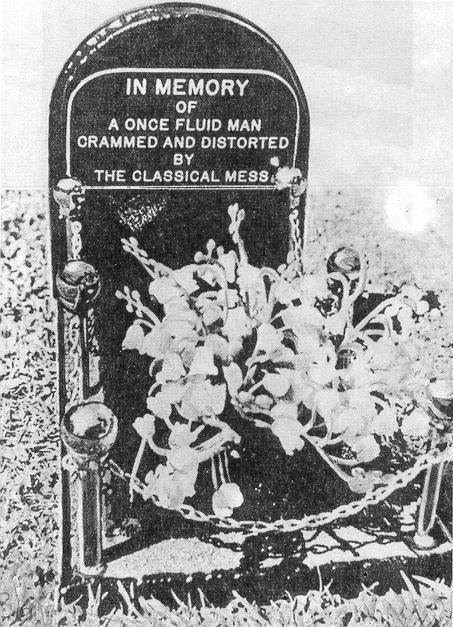 IN MEMORY
OF
A ONCE FLUID MAN
CRAMMED AND DISTORTED
BY
THE CLASSICAL MESS